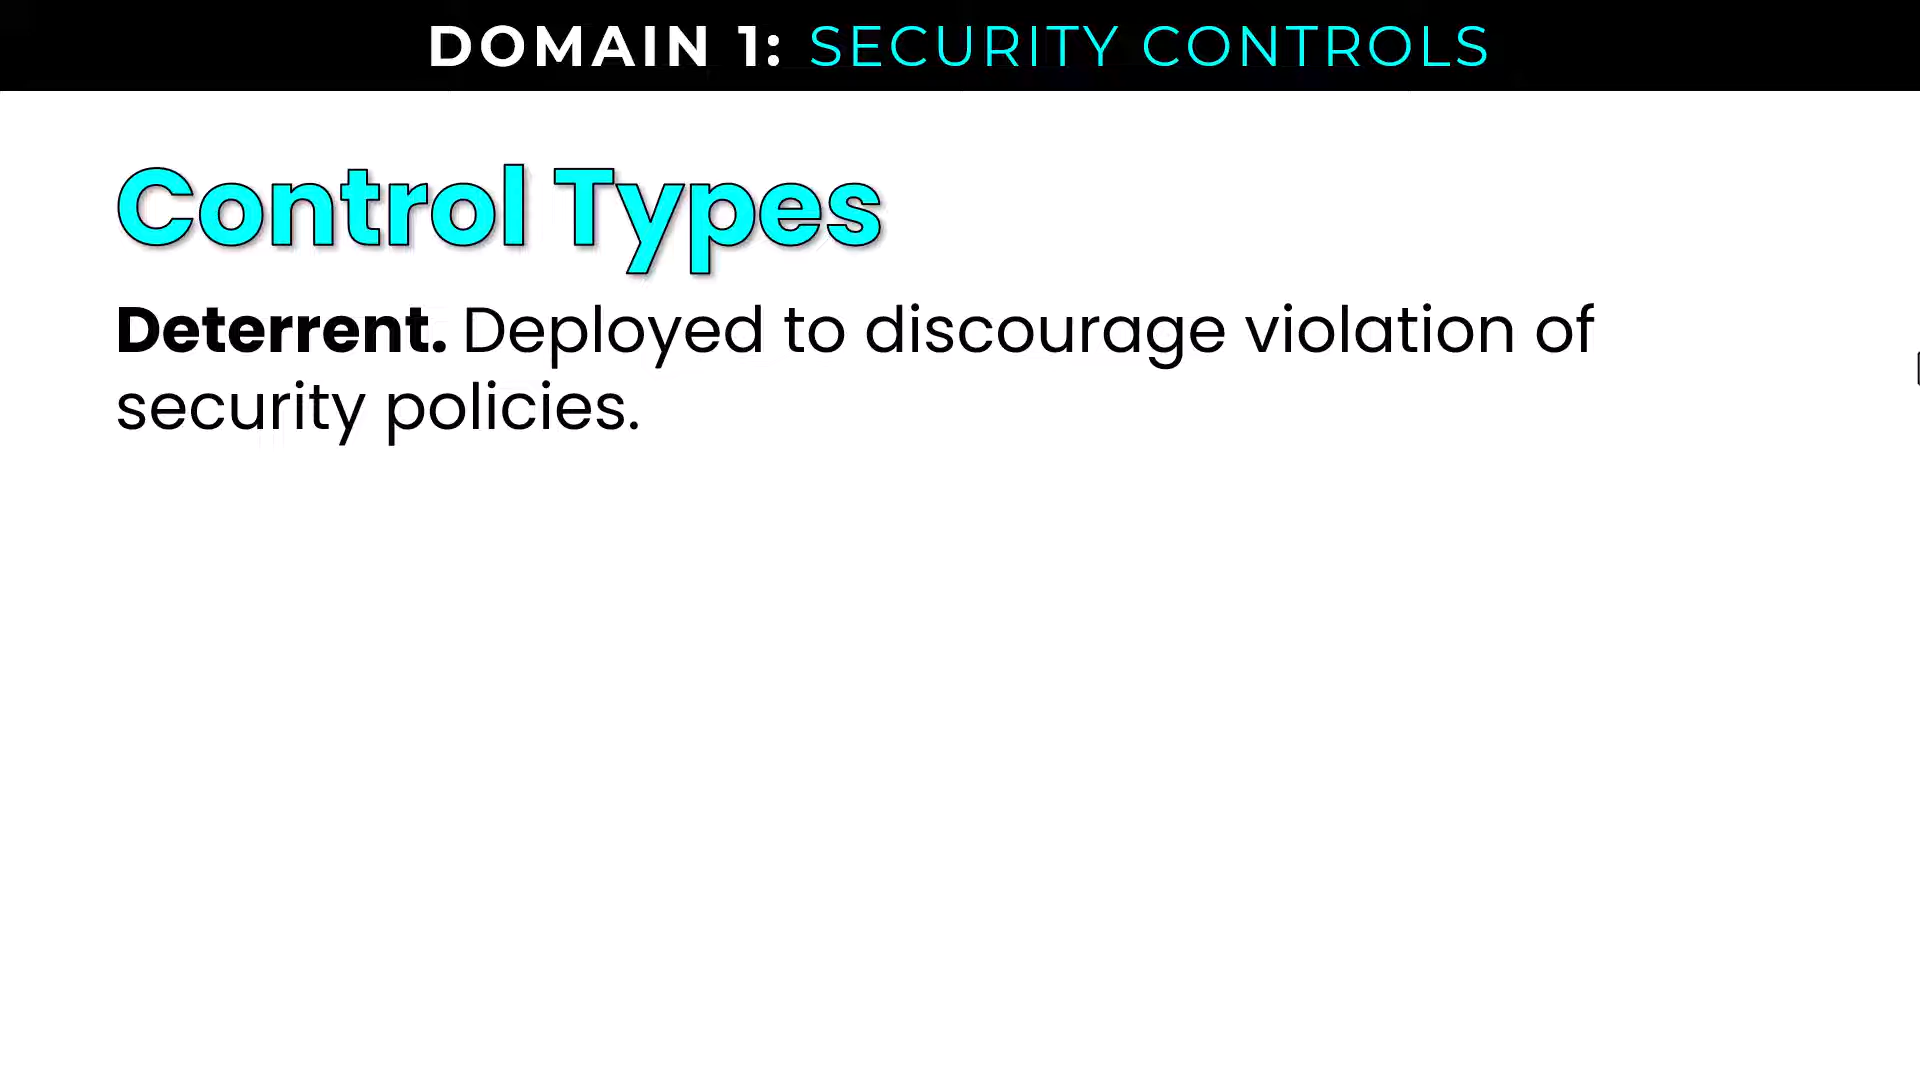 DOMAIN 1: SECURITY CONTROLS
Control Types
Deterrent. Deployed to discourage violation of
security policies.